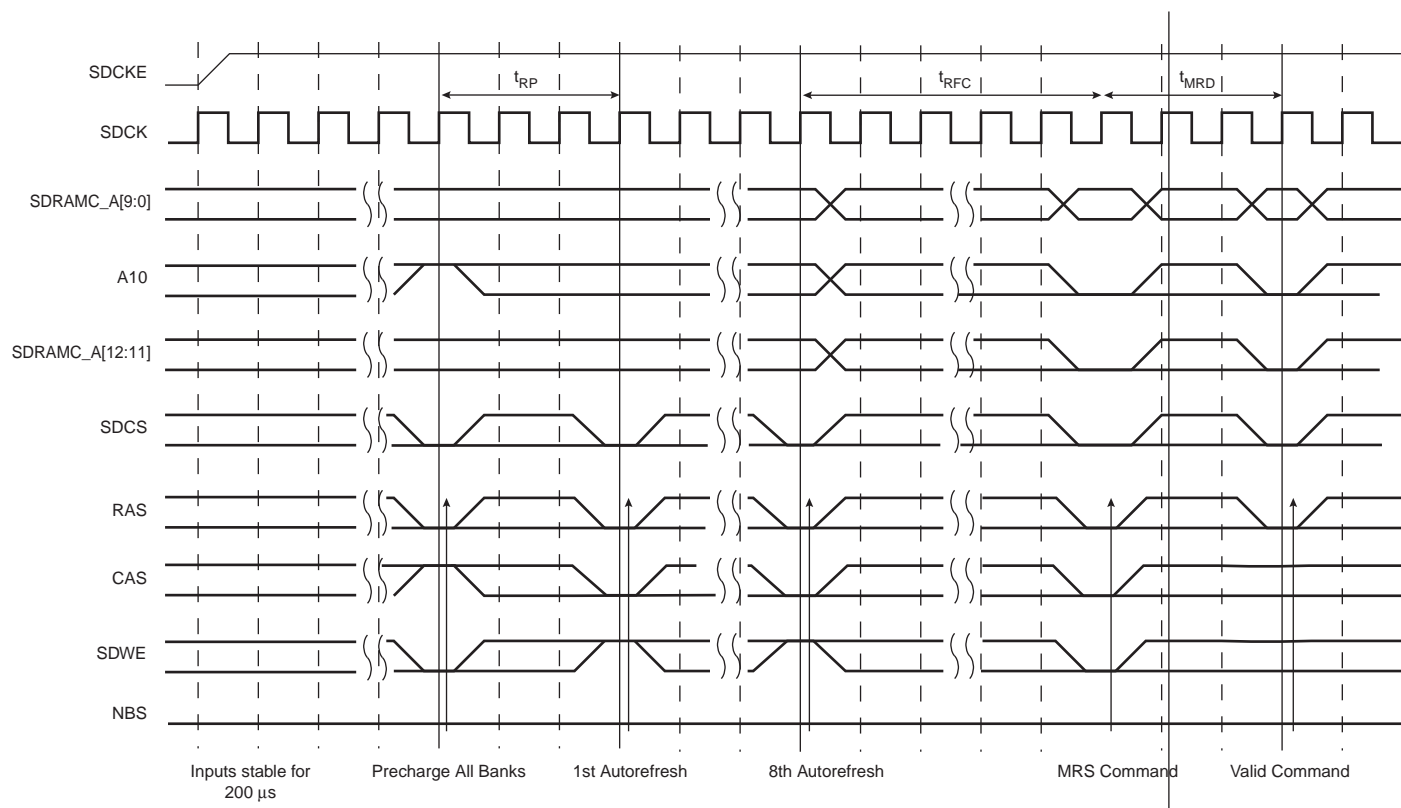 SDCKE
tRP
tRFC
tMRD
SDCK
SDRAMC_A[9:0]
A10
SDRAMC_A[12:11]
SDCS
RAS
CAS
SDWE
NBS
Inputs stable for
200 μs
Precharge All Banks
1st Autorefresh
8th Autorefresh
MRS Command
Valid Command